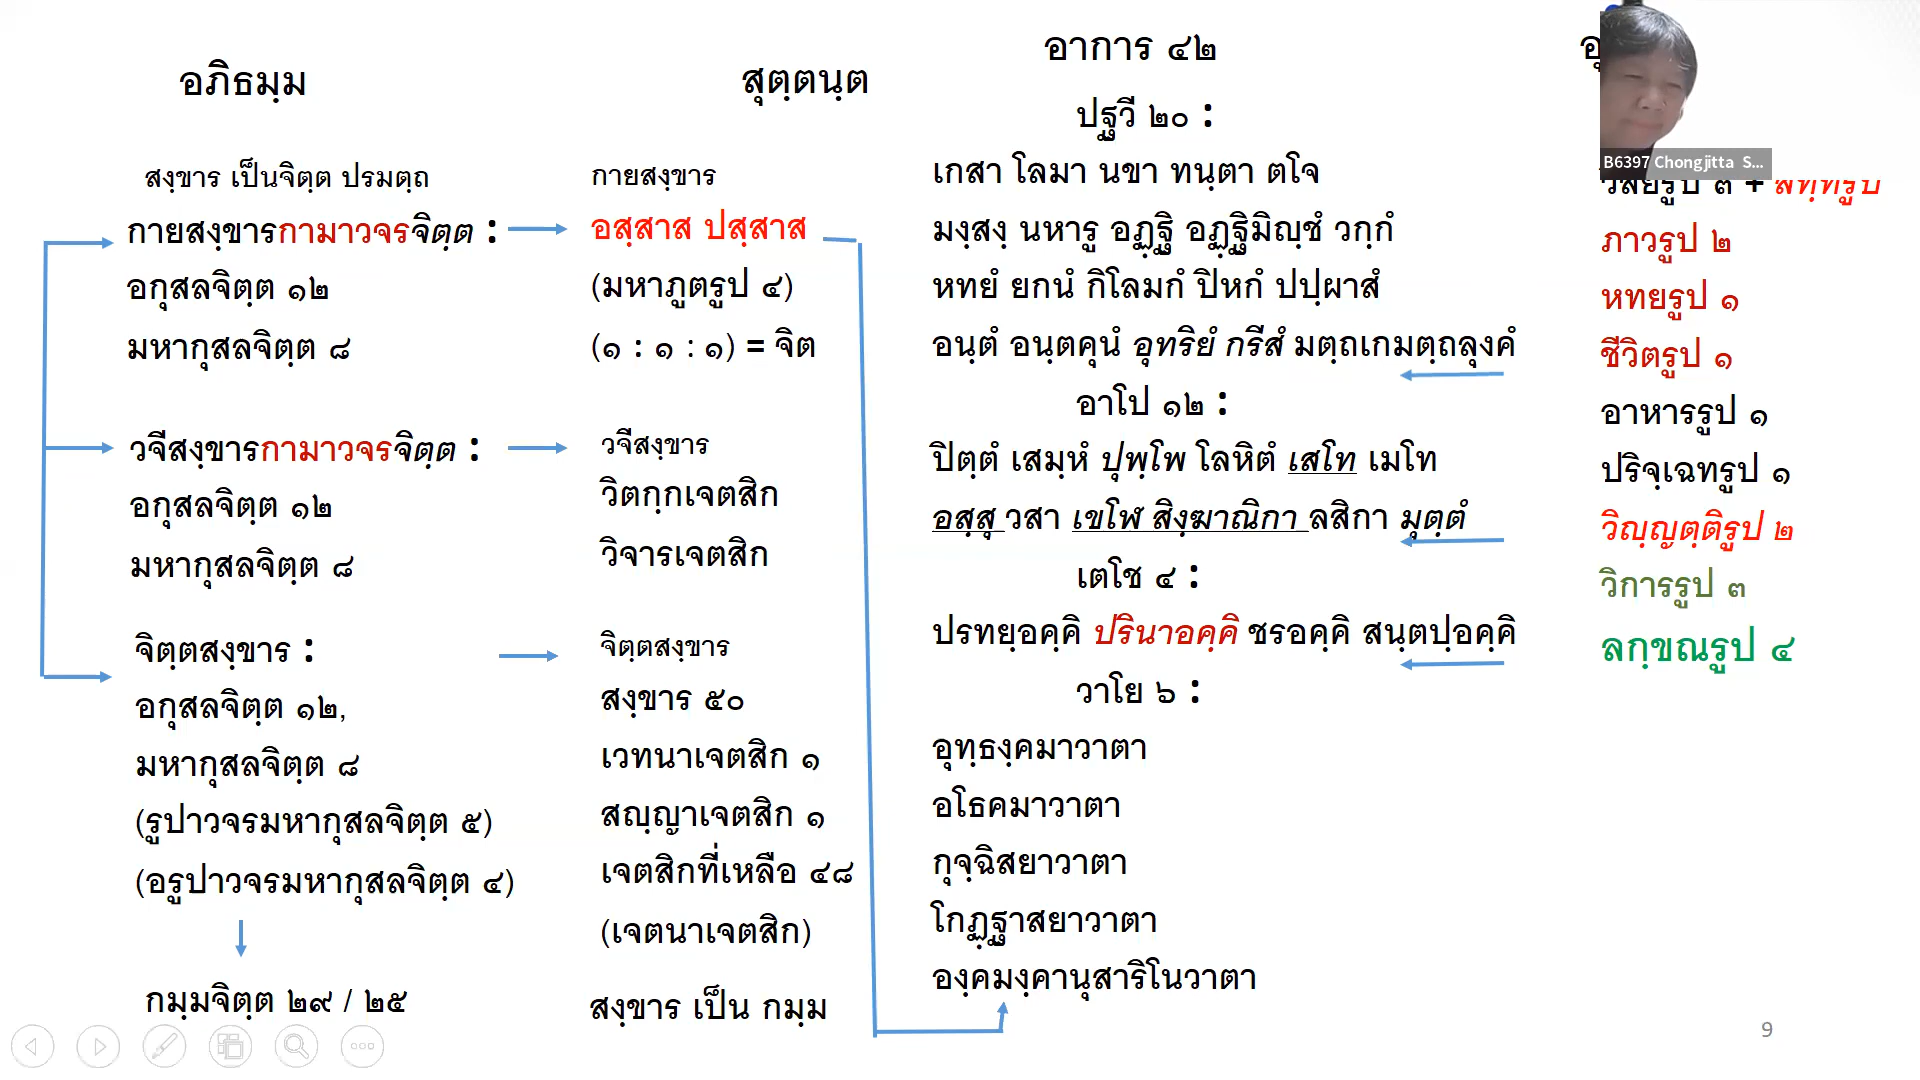 อภิธมฺม
สงฺขาร เป็นจิตฺต ปรมตฺถ
กายสงฺขารกามาวจรจิตฺต :
อกุสลจิตฺต ๑๒
มหากุสลจิตฺต ๘
วจีสงฺขารกามาวจรจิตฺต :
อกุสลจิตฺต ๑๒
มหากุสลจิตฺต ๘
จิตฺตสงฺขาร :
อกุสลจิตฺต ๑๒,
มหากุสลจิตฺต ๘
(รูปาวจรมหากุสลจิตฺต ๕)
(อรูปาวจรมหากุสลจิตฺต ๔)
กมฺมจิตฺต ๒๙ / ๒๕
สุตฺตนฺต
กายสงฺขาร
อสฺสาส ปสฺสาส
(มหาภูตรูป ๔)
(๑ : ๑ : ๑) = จิต
วจีสงฺขาร
วิตกฺกเจตสิก
วิจารเจตสิก
จิตฺตสงฺขาร
สงฺขาร ๕๐
เวทนาเจตสิก ๑
สญฺญาเจตสิก ๑
เจตสิกที่เหลือ ๔๘
(เจตนาเจตสิก)
สงฺขาร เป็น กมฺม
อาการ ๔๒
ปฐวี ๒๐ :
เกสา โลมา นขา ทนฺตา ตโจ
มงฺสงฺ นหารู อฏฺฐิ อฏฺฐิมิญฺชํ วกฺกํ
หทยํ ยกนํ กิโลมกํ ปิหกํ ปปฺผาสํ
อนฺตํ อนฺตคุนํ อุทริยํ กรีสํ มตฺถเกมตฺถลุงคํ
อาโป ๑๒ :
ปิตฺตํ เสมฺหํ ปุพฺโพ โลหิตํ เสโท เมโท
อสฺสุ วสา เขโฬ สิงฺฆาณิกา ลสิกา มุตฺตํ
เตโช ๔ :
ปรทยฺอคฺคิ ปรินาอคฺคิ ชรอคฺคิ สนฺตปฺอคฺคิ
วาโย ๖ :
อุทฺธงฺคมาวาตา
อโธคมาวาตา
กุจฺฉิสยาวาตา
โกฏฺฐาสยาวาตา
องฺคมงฺคานุสาริโนวาตา
B6397 Chongjitta S...
ภาวรูป ๒
หทยรูป ๑
ชีวิตรูป ๑
อาหารรูป ๑
ปริจฺเฉทรูป ๑
วิญฺญตฺติรูป ๒
วิการรูป ๓
ลกฺขณรูป ๔
9